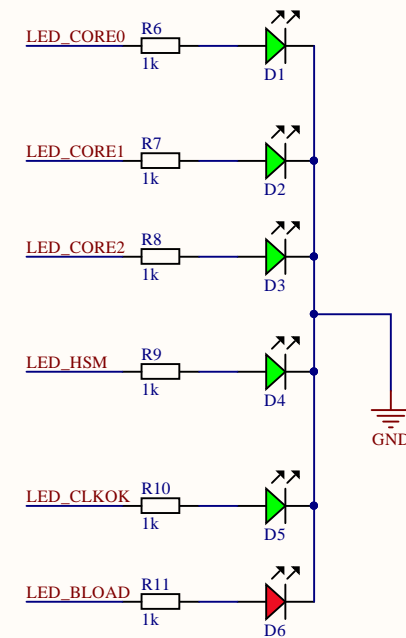 LED_CORE0 R6
1k D1
LED_CORE1 R7
1k D2
LED_CORE2 R8
1k D3
LED_HSM R9
1k D4
GND
LED_CLKOK R10
1k D5
LED_BLOAD R11
1k D6